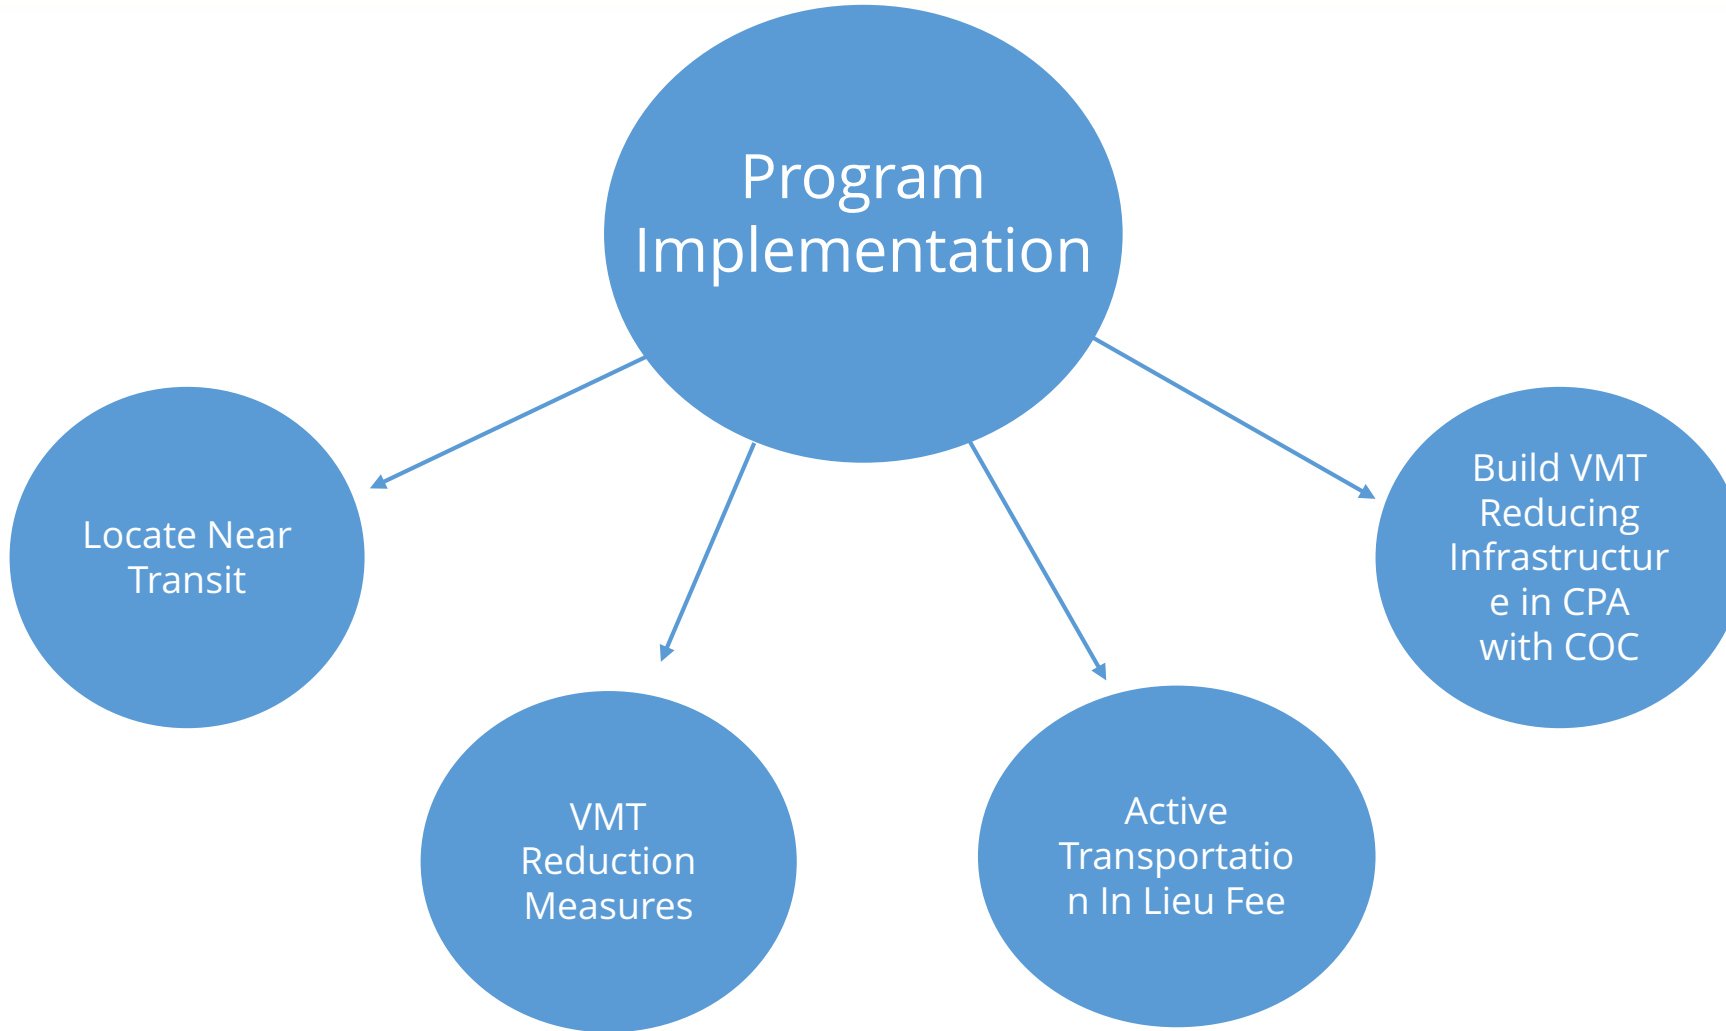 Program
Implementation
Locate Near
Transit
VMT
Reduction
Measures
Active
Transportatio
n In Lieu Fee
Build VMT
Reducing
Infrastructur
e in CPA
with COC